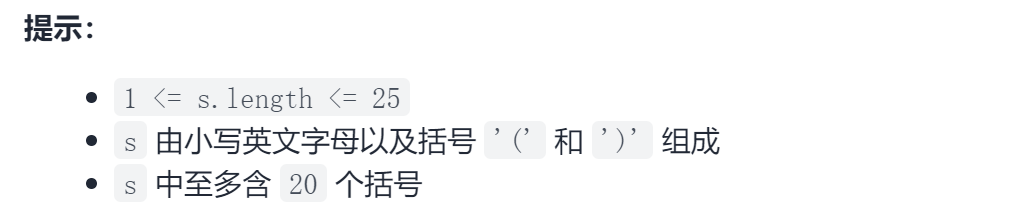 提示：
1 <= s.length <= 25
s 由小写英文字母以及括号 '(' 和 ')' 组成
s 中至多含 20 个括号